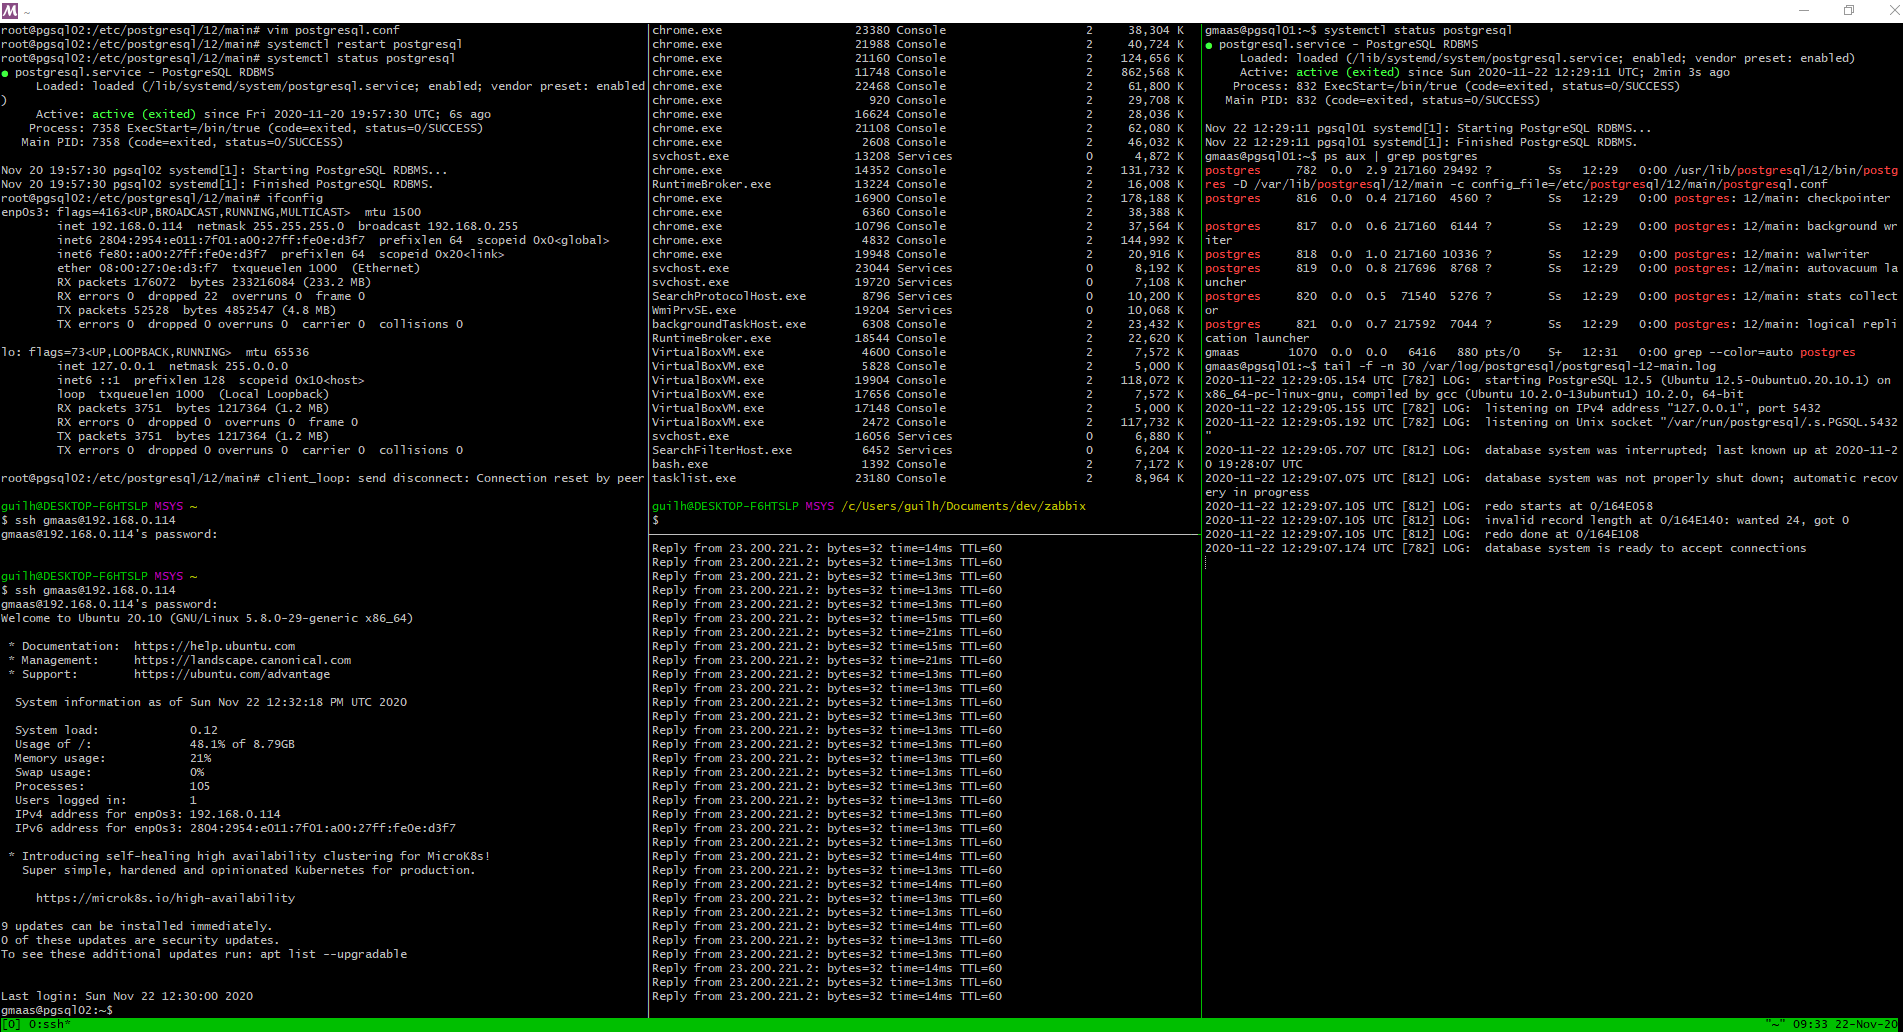 ~
root@pgsql02:/etc/postgresql/12/main# vim postgresql.conf
root@pgsql02:/etc/postgresql/12/main# systemctl restart postgresql
root@pgsql02:/etc/postgresql/12/main# systemctl status postgresql
● postgresql.service - PostgreSQL RDBMS
     Loaded: loaded (/lib/systemd/system/postgresql.service; enabled; vendor preset: enabled
)
     Active: active (exited) since Fri 2020-11-20 19:57:30 UTC; 6s ago
    Process: 7358 ExecStart=/bin/true (code=exited, status=0/SUCCESS)
   Main PID: 7358 (code=exited, status=0/SUCCESS)

Nov 20 19:57:30 pgsql02 systemd[1]: Starting PostgreSQL RDBMS...
Nov 20 19:57:30 pgsql02 systemd[1]: Finished PostgreSQL RDBMS.
root@pgsql02:/etc/postgresql/12/main# ifconfig
enp0s3: flags=4163<UP,BROADCAST,RUNNING,MULTICAST>  mtu 1500
        inet 192.168.0.114  netmask 255.255.255.0  broadcast 192.168.0.255
        inet6 2804:2954:e011:7f01:a00:27ff:fe0e:d3f7  prefixlen 64  scopeid 0x0<global>
        inet6 fe80::a00:27ff:fe0e:d3f7  prefixlen 64  scopeid 0x20<link>
        ether 08:00:27:0e:d3:f7  txqueuelen 1000  (Ethernet)
        RX packets 176072  bytes 233216084 (233.2 MB)
        RX errors 0  dropped 22  overruns 0  frame 0
        TX packets 52528  bytes 4852547 (4.8 MB)
        TX errors 0  dropped 0 overruns 0  carrier 0  collisions 0

lo: flags=73<UP,LOOPBACK,RUNNING>  mtu 65536
        inet 127.0.0.1  netmask 255.0.0.0
        inet6 ::1  prefixlen 128  scopeid 0x10<host>
        loop  txqueuelen 1000  (Local Loopback)
        RX packets 3751  bytes 1217364 (1.2 MB)
        RX errors 0  dropped 0  overruns 0  frame 0
        TX packets 3751  bytes 1217364 (1.2 MB)
        TX errors 0  dropped 0 overruns 0  carrier 0  collisions 0

root@pgsql02:/etc/postgresql/12/main# client_loop: send disconnect: Connection reset by peer

guilh@DESKTOP-F6HTSLP MSYS ~
$ ssh gmaas@192.168.0.114
gmaas@192.168.0.114's password:

guilh@DESKTOP-F6HTSLP MSYS ~
$ ssh gmaas@192.168.0.114
gmaas@192.168.0.114's password:
Welcome to Ubuntu 20.10 (GNU/Linux 5.8.0-29-generic x86_64)

 * Documentation:  https://help.ubuntu.com
 * Management:     https://landscape.canonical.com
 * Support:        https://ubuntu.com/advantage

  System information as of Sun Nov 22 12:32:18 PM UTC 2020

  System load:             0.12
  Usage of /:              48.1% of 8.79GB
  Memory usage:            21%
  Swap usage:              0%
  Processes:               105
  Users logged in:         1
  IPv4 address for enp0s3: 192.168.0.114
  IPv6 address for enp0s3: 2804:2954:e011:7f01:a00:27ff:fe0e:d3f7

 * Introducing self-healing high availability clustering for MicroK8s!
   Super simple, hardened and opinionated Kubernetes for production.

     https://microk8s.io/high-availability

9 updates can be installed immediately.
0 of these updates are security updates.
To see these additional updates run: apt list --upgradable

Last login: Sun Nov 22 12:30:00 2020
gmaas@pgsql02:~$
chrome.exe 23380 Console 2 38,304 K
chrome.exe 21988 Console 2 40,724 K
chrome.exe 21160 Console 2 124,656 K
chrome.exe 11748 Console 2 862,568 K
chrome.exe 22468 Console 2 61,800 K
chrome.exe 920 Console 2 29,708 K
chrome.exe 16624 Console 2 28,036 K
chrome.exe 21108 Console 2 62,080 K
chrome.exe 2608 Console 2 46,032 K
svchost.exe 13208 Services 0 4,872 K
chrome.exe 14352 Console 2 131,732 K
RuntimeBroker.exe 13224 Console 2 16,008 K
chrome.exe 16900 Console 2 178,188 K
chrome.exe 6360 Console 2 38,388 K
chrome.exe 10796 Console 2 37,564 K
chrome.exe 4832 Console 2 144,992 K
chrome.exe 19948 Console 2 20,916 K
svchost.exe 23044 Services 0 8,192 K
svchost.exe 19720 Services 0 7,108 K
SearchProtocolHost.exe 8796 Services 0 10,200 K
WmiPrvSE.exe 19204 Services 0 10,068 K
backgroundTaskHost.exe 6308 Console 2 23,432 K
RuntimeBroker.exe 18544 Console 2 22,620 K
VirtualBoxVM.exe 4600 Console 2 7,572 K
VirtualBoxVM.exe 5828 Console 2 5,000 K
VirtualBoxVM.exe 19904 Console 2 118,072 K
VirtualBoxVM.exe 17656 Console 2 7,572 K
VirtualBoxVM.exe 17148 Console 2 5,000 K
VirtualBoxVM.exe 2472 Console 2 117,732 K
svchost.exe 16056 Services 0 6,880 K
SearchFilterHost.exe 6452 Services 0 6,204 K
bash.exe 1392 Console 2 7,172 K
tasklist.exe 23180 Console 2 8,964 K

guilh@DESKTOP-F6HTSLP MSYS /c/Users/guilh/Documents/dev/zabbix
$
Reply from 23.200.221.2: bytes=32 time=14ms TTL=60
Reply from 23.200.221.2: bytes=32 time=13ms TTL=60
Reply from 23.200.221.2: bytes=32 time=13ms TTL=60
Reply from 23.200.221.2: bytes=32 time=13ms TTL=60
Reply from 23.200.221.2: bytes=32 time=13ms TTL=60
Reply from 23.200.221.2: bytes=32 time=15ms TTL=60
Reply from 23.200.221.2: bytes=32 time=21ms TTL=60
Reply from 23.200.221.2: bytes=32 time=15ms TTL=60
Reply from 23.200.221.2: bytes=32 time=21ms TTL=60
Reply from 23.200.221.2: bytes=32 time=13ms TTL=60
Reply from 23.200.221.2: bytes=32 time=13ms TTL=60
Reply from 23.200.221.2: bytes=32 time=13ms TTL=60
Reply from 23.200.221.2: bytes=32 time=13ms TTL=60
Reply from 23.200.221.2: bytes=32 time=13ms TTL=60
Reply from 23.200.221.2: bytes=32 time=13ms TTL=60
Reply from 23.200.221.2: bytes=32 time=13ms TTL=60
Reply from 23.200.221.2: bytes=32 time=13ms TTL=60
Reply from 23.200.221.2: bytes=32 time=13ms TTL=60
Reply from 23.200.221.2: bytes=32 time=13ms TTL=60
Reply from 23.200.221.2: bytes=32 time=13ms TTL=60
Reply from 23.200.221.2: bytes=32 time=13ms TTL=60
Reply from 23.200.221.2: bytes=32 time=13ms TTL=60
Reply from 23.200.221.2: bytes=32 time=14ms TTL=60
Reply from 23.200.221.2: bytes=32 time=13ms TTL=60
Reply from 23.200.221.2: bytes=32 time=14ms TTL=60
Reply from 23.200.221.2: bytes=32 time=13ms TTL=60
Reply from 23.200.221.2: bytes=32 time=13ms TTL=60
Reply from 23.200.221.2: bytes=32 time=14ms TTL=60
Reply from 23.200.221.2: bytes=32 time=13ms TTL=60
Reply from 23.200.221.2: bytes=32 time=13ms TTL=60
Reply from 23.200.221.2: bytes=32 time=14ms TTL=60
Reply from 23.200.221.2: bytes=32 time=13ms TTL=60
Reply from 23.200.221.2: bytes=32 time=14ms TTL=60
gmaas@pgsql01:~$ systemctl status postgresql
● postgresql.service - PostgreSQL RDBMS
     Loaded: loaded (/lib/systemd/system/postgresql.service; enabled; vendor preset: enabled)
     Active: active (exited) since Sun 2020-11-22 12:29:11 UTC; 2min 3s ago
    Process: 832 ExecStart=/bin/true (code=exited, status=0/SUCCESS)
   Main PID: 832 (code=exited, status=0/SUCCESS)

Nov 22 12:29:11 pgsql01 systemd[1]: Starting PostgreSQL RDBMS...
Nov 22 12:29:11 pgsql01 systemd[1]: Finished PostgreSQL RDBMS.
gmaas@pgsql01:~$ ps aux | grep postgres
postgres     782  0.0  2.9 217160 29492 ?        Ss   12:29   0:00 /usr/lib/postgresql/12/bin/postg
res -D /var/lib/postgresql/12/main -c config_file=/etc/postgresql/12/main/postgresql.conf
postgres     816  0.0  0.4 217160  4560 ?        Ss   12:29   0:00 postgres: 12/main: checkpointer

postgres     817  0.0  0.6 217160  6144 ?        Ss   12:29   0:00 postgres: 12/main: background wr
iter
postgres     818  0.0  1.0 217160 10336 ?        Ss   12:29   0:00 postgres: 12/main: walwriter
postgres     819  0.0  0.8 217696  8768 ?        Ss   12:29   0:00 postgres: 12/main: autovacuum la
uncher
postgres     820  0.0  0.5  71540  5276 ?        Ss   12:29   0:00 postgres: 12/main: stats collect
or
postgres     821  0.0  0.7 217592  7044 ?        Ss   12:29   0:00 postgres: 12/main: logical repli
cation launcher
gmaas       1070  0.0  0.0   6416   880 pts/0    S+   12:31   0:00 grep --color=auto postgres
gmaas@pgsql01:~$ tail -f -n 30 /var/log/postgresql/postgresql-12-main.log
2020-11-22 12:29:05.154 UTC [782] LOG:  starting PostgreSQL 12.5 (Ubuntu 12.5-0ubuntu0.20.10.1) on
x86_64-pc-linux-gnu, compiled by gcc (Ubuntu 10.2.0-13ubuntu1) 10.2.0, 64-bit
2020-11-22 12:29:05.155 UTC [782] LOG:  listening on IPv4 address "127.0.0.1", port 5432
2020-11-22 12:29:05.192 UTC [782] LOG:  listening on Unix socket "/var/run/postgresql/.s.PGSQL.5432
"
2020-11-22 12:29:05.707 UTC [812] LOG:  database system was interrupted; last known up at 2020-11-2
0 19:28:07 UTC
2020-11-22 12:29:07.075 UTC [812] LOG:  database system was not properly shut down; automatic recov
ery in progress
2020-11-22 12:29:07.105 UTC [812] LOG:  redo starts at 0/164E058
2020-11-22 12:29:07.105 UTC [812] LOG:  invalid record length at 0/164E140: wanted 24, got 0
2020-11-22 12:29:07.105 UTC [812] LOG:  redo done at 0/164E108
2020-11-22 12:29:07.174 UTC [782] LOG:  database system is ready to accept connections
[0] 0:ssh*
"~" 09:33 22-Nov-20